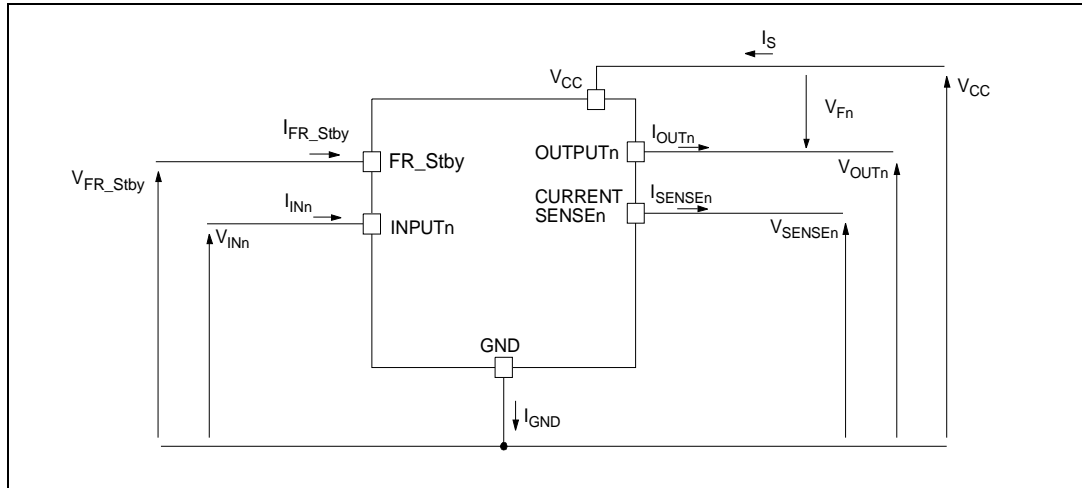 I_S
V_CC
V_CC
V_Fn
I_FR_Stby
I_OUTn
FR_Stby
OUTPUTn
V_FR_Stby
V_OUTn
I_INn
CURRENT
SENSEn
I_SENSEn
INPUTn
V_INn
V_SENSEn
GND
I_GND